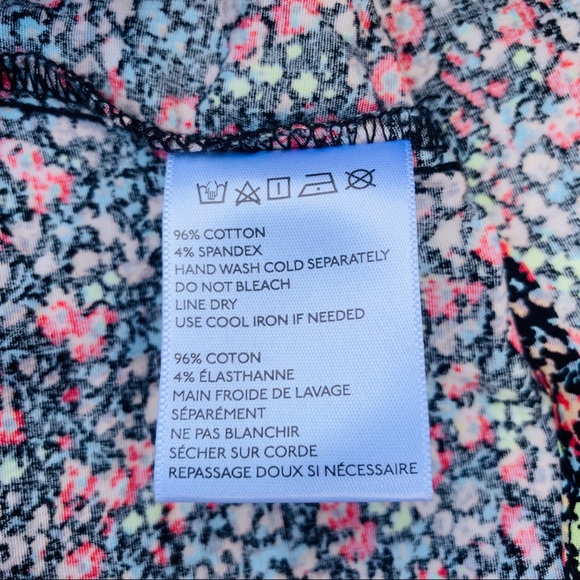 96% COTTON
4% SPANDEX
HAND WASH COLD SEPARATELY
DO NOT BLEACH
LINE DRY
USE COOL IRON IF NEEDED
96% COTON
4% ÉLASTHANNE
MAIN FROIDE DE LAVAGE
SÉPARÉMENT
NE PAS BLANCHIR
SÉCHER SUR CORDE
REPASSAGE DOUX SI NÉCESSAIRE